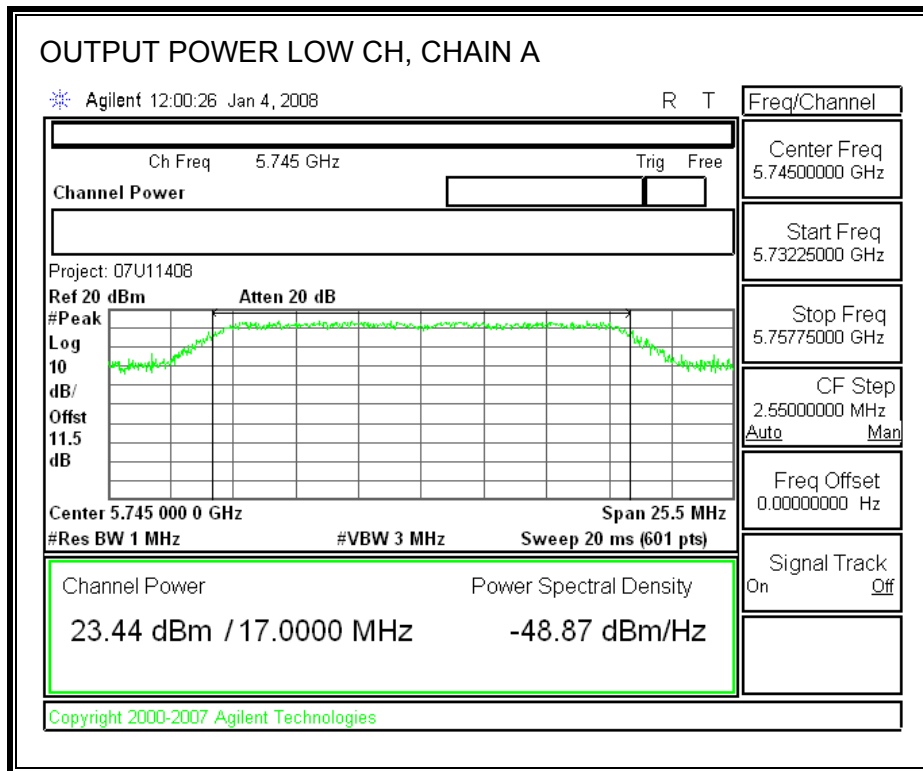 OUTPUT POWER LOW CH, CHAIN A
Agilent 12:00:26 Jan 4, 2008 R T
Freq/Channel
Ch Freq 5.745 GHz Trig Free
Channel Power
Center Freq
5.74500000 GHz
Start Freq
5.73225000 GHz
Stop Freq
5.75775000 GHz
CF Step
2.55000000 MHz
Auto Man
Freq Offset
0.00000000 Hz
Signal Track
On Off
Project: 07U11408
Ref 20 dBm Atten 20 dB
#Peak
Log
10
dB/
Offst
11.5
dB
Center 5.745 000 0 GHz Span 25.5 MHz
#Res BW 1 MHz #VBW 3 MHz Sweep 20 ms (601 pts)
Channel Power Power Spectral Density
23.44 dBm / 17.0000 MHz -48.87 dBm/Hz
Copyright 2000-2007 Agilent Technologies